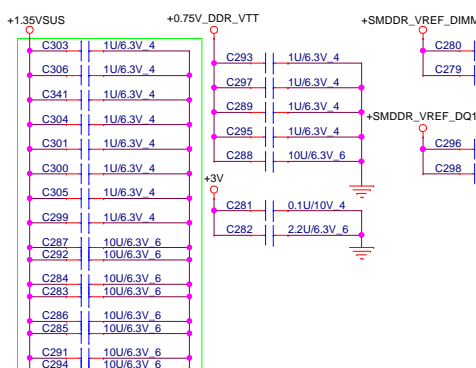 +1.35VSUS
C303 1U/6.3V_4
C306 1U/6.3V_4
C341 1U/6.3V_4
C304 1U/6.3V_4
C301 1U/6.3V_4
C300 1U/6.3V_4
C305 1U/6.3V_4
C299 1U/6.3V_4
C287 10U/6.3V_6
C292 10U/6.3V_6
C284 10U/6.3V_6
C283 10U/6.3V_6
C286 10U/6.3V_6
C285 10U/6.3V_6
C291 10U/6.3V_6
C294 10U/6.3V_6
+0.75V_DDR_VTT
C293 1U/6.3V_4
C297 1U/6.3V_4
C289 1U/6.3V_4
C295 1U/6.3V_4
C288 10U/6.3V_6
+3V
C281 0.1U/10V_4
C282 2.2U/6.3V_6
+SMDDR_VREF_DIMM
C280
C279
+SMDDR_VREF_DQ1
C296
C298